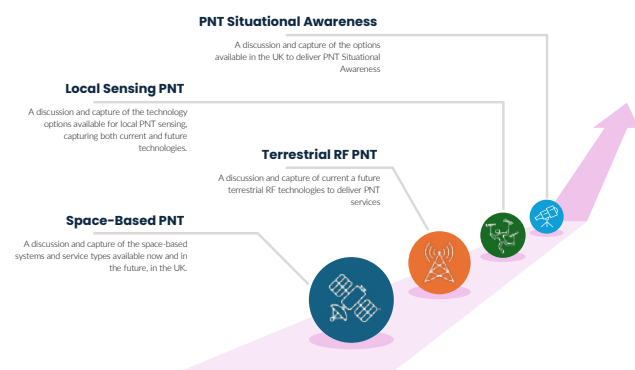 PNT Situational Awareness
A discussion and capture of the options
available in the UK to deliver PNT Situational
Awareness
Local Sensing PNT
A discussion and capture of the technology
options available for local PNT sensing,
capturing both current and future
technologies.
Terrestrial RF PNT
A discussion and capture of current a future
terrestrial RF technologies to deliver PNT
services
Space-Based PNT
A discussion and capture of the space-based
systems and service types available now and in
the future, in the UK.